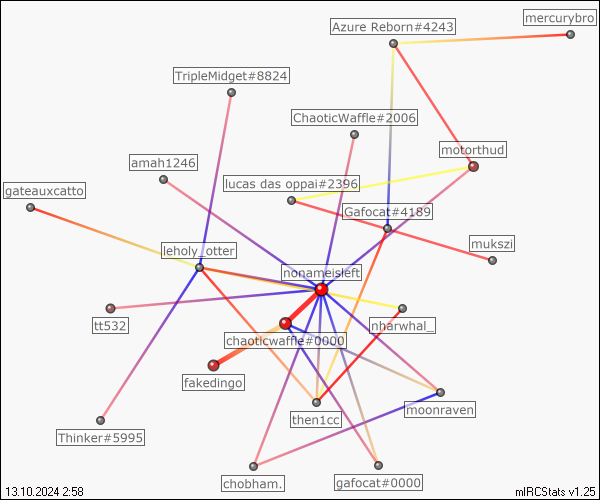 mercurybro
Azure Reborn#4243
TripleMidget#8824
ChaoticWaffle#2006
motorthud
amah1246
lucas das oppai#2396
gateauxcatto
Gafocat#4189
mukszi
leholy_otter
nonameisleft
tt532
nharwhal_
chaoticwaffle#0000
fakedingo
moonraven
then1cc
Thinker#5995
chobham.
gafocat#0000
13.10.2024 2:58
mIRCStats v1.25